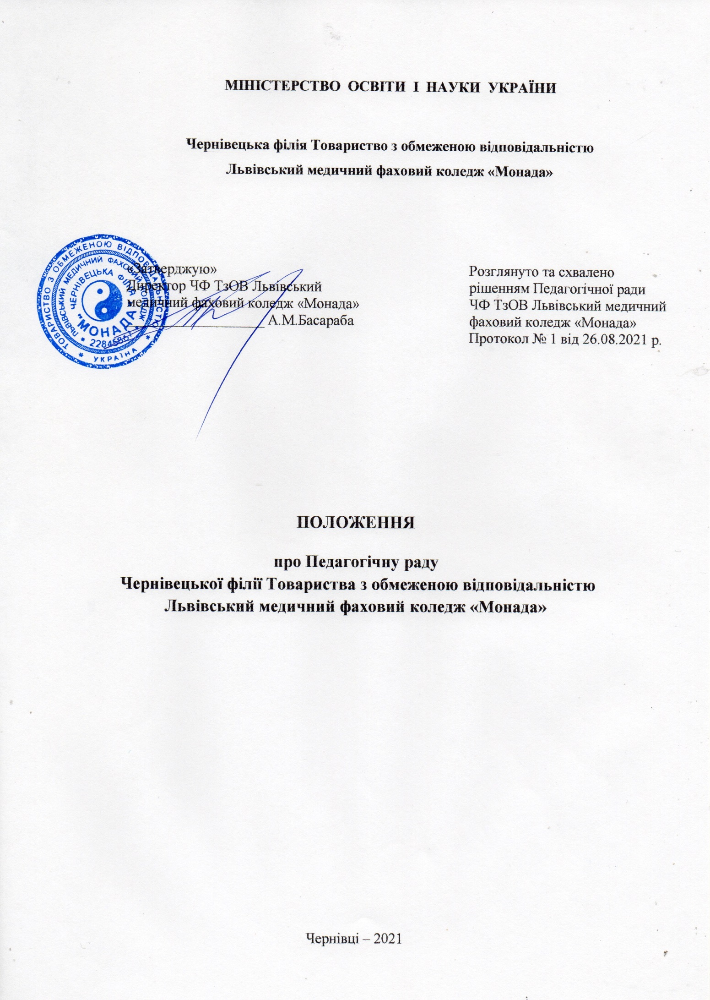 МІНІСТЕРСТВО ОСВІТИ І НАУКИ УКРАЇНИ
Чернівецька філія Товариство з обмеженою відповідальністю
Львівський медичний фаховий коледж «Монада»
«Затверджую»
Директор ЧФ ТзОВ Львівський
медичний фаховий коледж «Монада»
____________________ А.М.Басараба
ТОВАРИСТВО З ОБМЕЖЕНОЮ ВІДПОВІДАЛЬНІСТЮ
* УКРАЇНА *
ЛЬВІВСЬКИЙ МЕДИЧНИЙ ФАХОВИЙ КОЛЕДЖ
ЧЕРНІВЕЦЬКА ФІЛІЯ
"МОНАДА"
* 22845861 *
Розглянуто та схвалено
рішенням Педагогічної ради
ЧФ ТзОВ Львівський медичний
фаховий коледж «Монада»
Протокол № 1 від 26.08.2021 р.
ПОЛОЖЕННЯ
про Педагогічну раду
Чернівецької філії Товариства з обмеженою відповідальністю
Львівський медичний фаховий коледж «Монада»
Чернівці – 2021